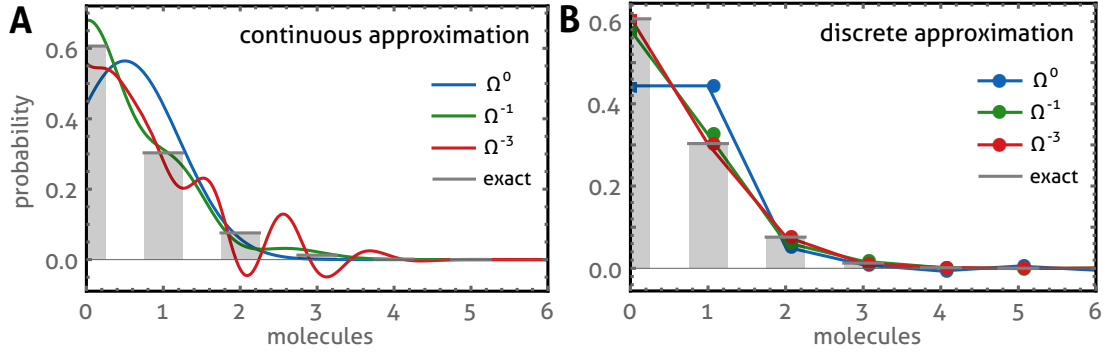 A
continuous approximation
Ω⁰
Ω⁻¹
Ω⁻³
exact
probability
0.6
0.4
0.2
0.0
0 1 2 3 4 5 6
molecules
B
discrete approximation
Ω⁰
Ω⁻¹
Ω⁻³
exact
0.6
0.4
0.2
0.0
0 1 2 3 4 5 6
molecules